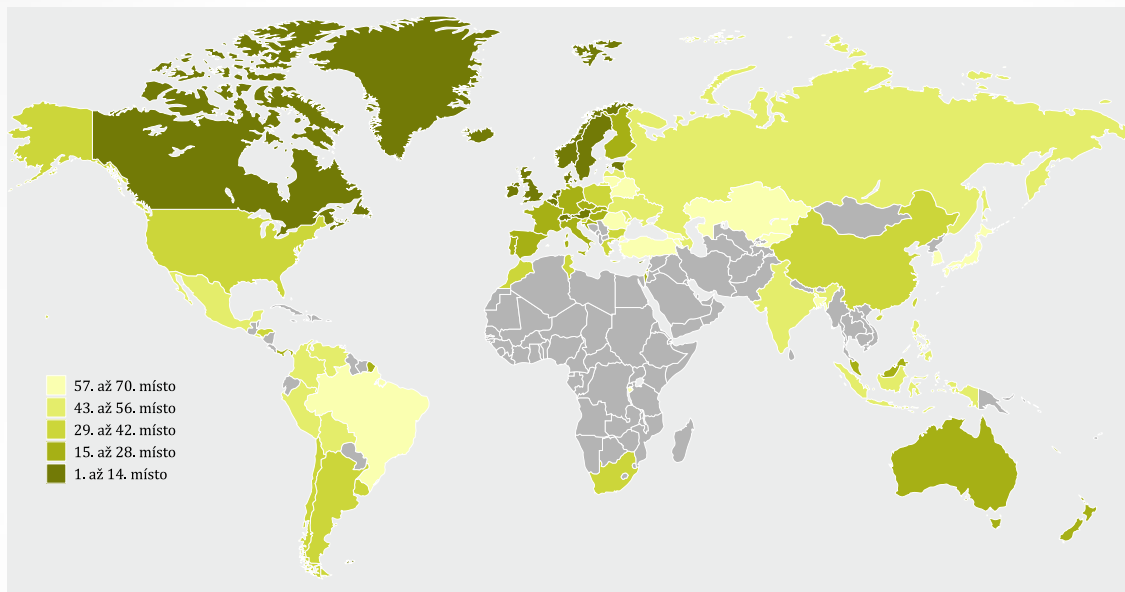 57. až 70. místo
43. až 56. místo
29. až 42. místo
15. až 28. místo
1. až 14. místo